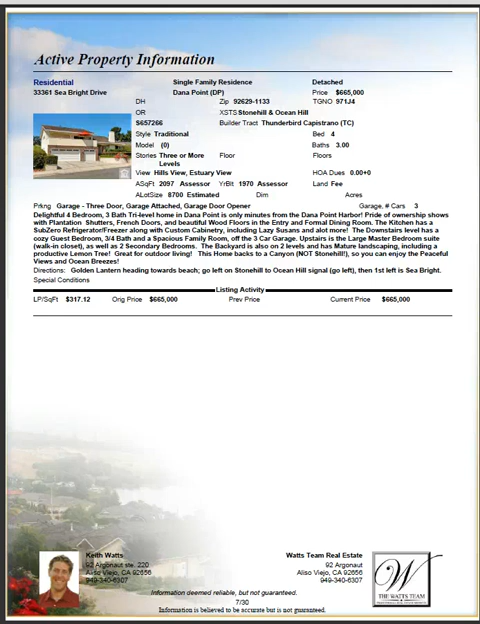 Active Property Information
Residential Single Family Residence Detached
33361 Sea Bright Drive Dana Point (DP) Price $665,000
DH Zip 92629-1133 TGNO 971J4
OR XSTS Stonehill & Ocean Hill
S657266 Builder Tract Thunderbird Capistrano (TC)
Style Traditional Bed 4
Model (0) Baths 3.00
Stories Three or More Levels Floor Floors
View Hills View, Estuary View HOA Dues 0.00+0
ASqFt 2097 Assessor YrBlt 1970 Assessor Land Fee
ALotSize 8700 Estimated Dim Acres
Prkng Garage - Three Door, Garage Attached, Garage Door Opener Garage, # Cars 3
Delightful 4 Bedroom, 3 Bath Tri-level home in Dana Point is only minutes from the Dana Point Harbor! Pride of ownership shows
with Plantation Shutters, French Doors, and beautiful Wood Floors in the Entry and Formal Dining Room. The Kitchen has a
SubZero Refrigerator/Freezer along with Custom Cabinetry, including Lazy Susans and alot more! The Downstairs level has a
cozy Guest Bedroom, 3/4 Bath and a Spacious Family Room, off the 3 Car Garage. Upstairs is the Large Master Bedroom suite
(walk-in closet), as well as 2 Secondary Bedrooms. The Backyard is also on 2 levels and has Mature landscaping, including a
productive Lemon Tree! Great for outdoor living! This Home backs to a Canyon (NOT Stonehill!), so you can enjoy the Peaceful
Views and Ocean Breezes!
Directions: Golden Lantern heading towards beach; go left on Stonehill to Ocean Hill signal (go left), then 1st left is Sea Bright.
Special Conditions
Listing Activity
LP/SqFt $317.12 Orig Price $665,000 Prev Price Current Price $665,000
Keith Watts Watts Team Real Estate
92 Argonaut ste. 220 92 Argonaut
Aliso Viejo, CA 92656 Aliso Viejo, CA 92656
949-340-6307 949-340-6307
W
THE WATTS TEAM
Information deemed reliable, but not guaranteed.
7/30
Information is believed to be accurate but is not guaranteed.